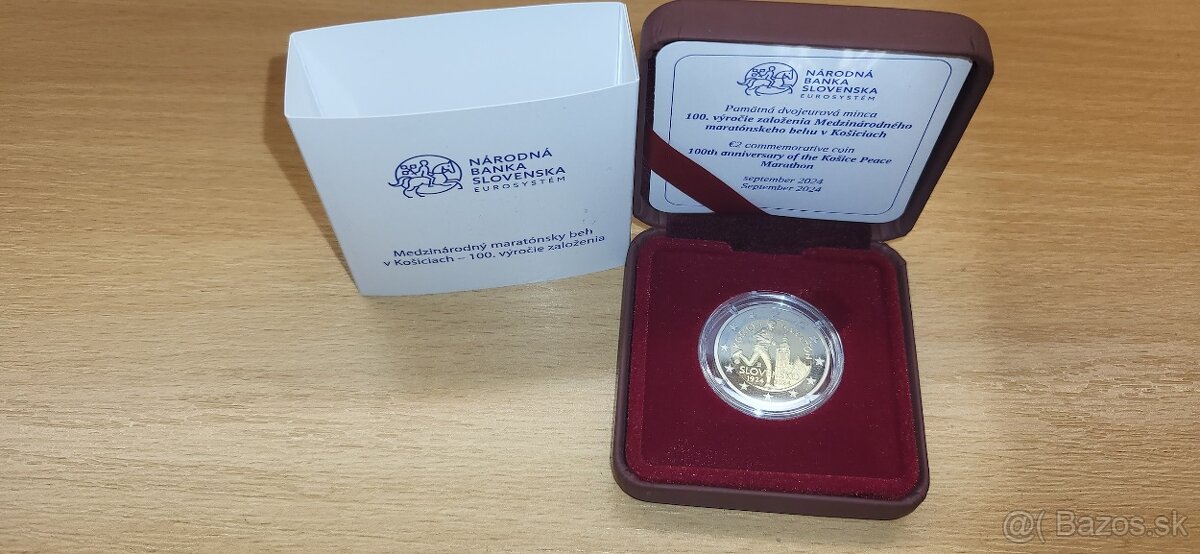 NÁRODNÁ
BANKA
SLOVENSKA
EUROSYSTÉM
Medzinárodný maratónsky beh
v Košiciach – 100. výročie založenia
NÁRODNÁ
BANKA
SLOVENSKA
EUROSYSTÉM
Pamätná dvojeurová minca
100. výročie založenia Medzinárodného
maratónskeho behu v Košiciach
€2 commemorative coin
100th anniversary of the Košice Peace
Marathon
september 2024
September 2024
1924
@( Bazos.sk